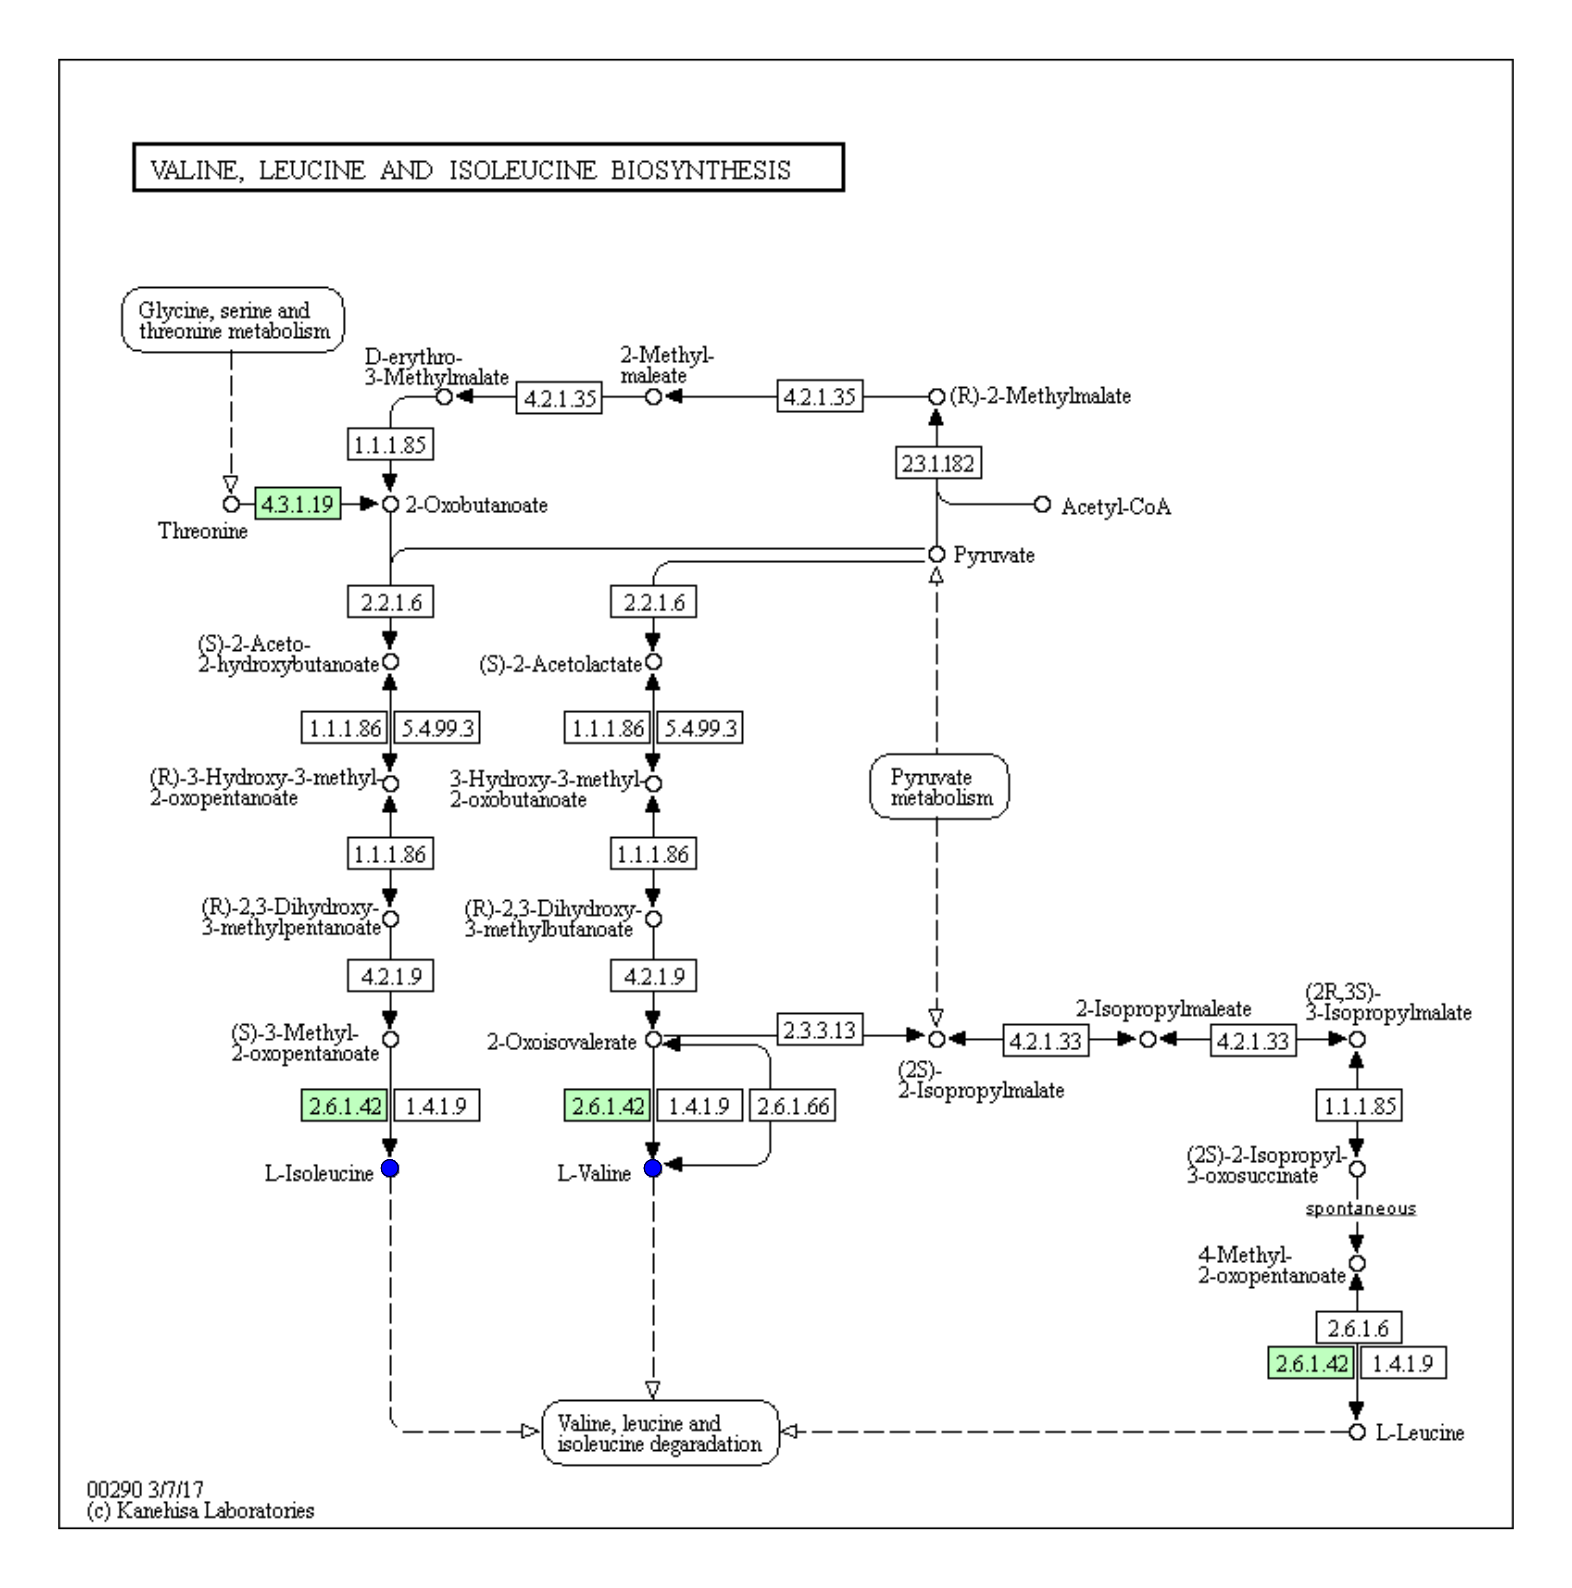 VALINE, LEUCINE AND ISOLEUCINE BIOSYNTHESIS
Glycine, serine and
threonine metabolism
D-erythro-
3-Methylmalate
2-Methyl-
maleate
4.2.1.35
4.2.1.35
(R)-2-Methylmalate
1.1.1.85
2.3.1.182
4.3.1.19
2-Oxobutanoate
Acetyl-CoA
Threonine
Pyruvate
2.2.1.6
2.2.1.6
(S)-2-Aceto-
2-hydroxybutanoate
(S)-2-Acetolactate
1.1.1.86
5.4.99.3
1.1.1.86
5.4.99.3
(R)-3-Hydroxy-3-methyl-
2-oxopentanoate
3-Hydroxy-3-methyl-
2-oxobutanoate
Pyruvate
metabolism
1.1.1.86
1.1.1.86
(R)-2,3-Dihydroxy-
3-methylpentanoate
(R)-2,3-Dihydroxy-
3-methylbutanoate
4.2.1.9
4.2.1.9
(S)-3-Methyl-
2-oxopentanoate
2-Oxoisovalerate
2.3.3.13
(2S)-
2-Isopropylmalate
4.2.1.33
2-Isopropylmaleate
4.2.1.33
(2R,3S)-
3-Isopropylmalate
2.6.1.42
1.4.1.9
2.6.1.42
1.4.1.9
2.6.1.66
1.1.1.85
L-Isoleucine
L-Valine
(2S)-2-Isopropyl-
3-oxosuccinate
spontaneous
4-Methyl-
2-oxopentanoate
2.6.1.6
2.6.1.42
1.4.1.9
Valine, leucine and
isoleucine degaradation
L-Leucine
00290 3/7/17
(c) Kanehisa Laboratories